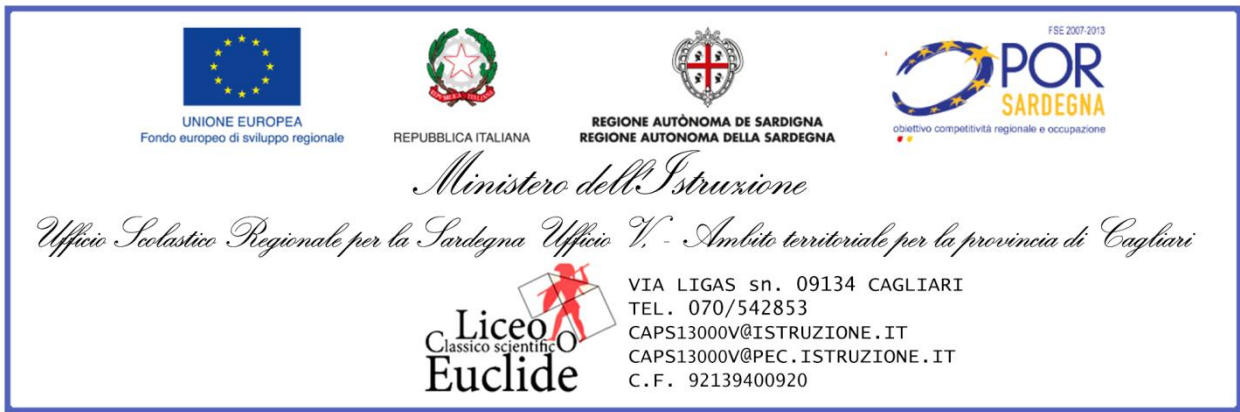 FSE 2007-2013
POR
SARDEGNA
obiettivo competitività regionale e occupazione
UNIONE EUROPEA
Fondo europeo di sviluppo regionale
REPUBBLICA ITALIANA
REGIONE AUTÒNOMA DE SARDIGNA
REGIONE AUTONOMA DELLA SARDEGNA
Ministero dell'Istruzione
Ufficio Scolastico Regionale per la Sardegna Ufficio V. - Ambito territoriale per la provincia di Cagliari
Liceo
Classico scientificO
Euclide
VIA LIGAS sn. 09134 CAGLIARI
TEL. 070/542853
CAPS13000V@ISTRUZIONE.IT
CAPS13000V@PEC.ISTRUZIONE.IT
C.F. 92139400920